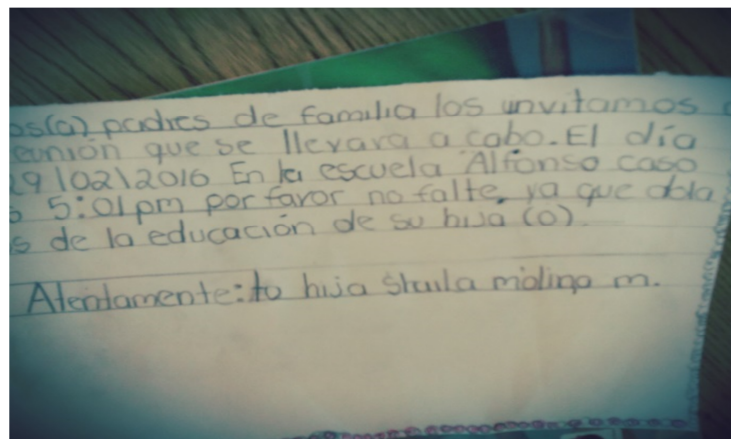 os(a) padres de familia los invitamos a
eunión que se llevara a cabo. El día
29|02|2016 En la escuela Alfonso caso
s 5:01 pm por favor no falte, ya que abla
s de la educación de su hija (o).
Atentamente: tu hija molina m.